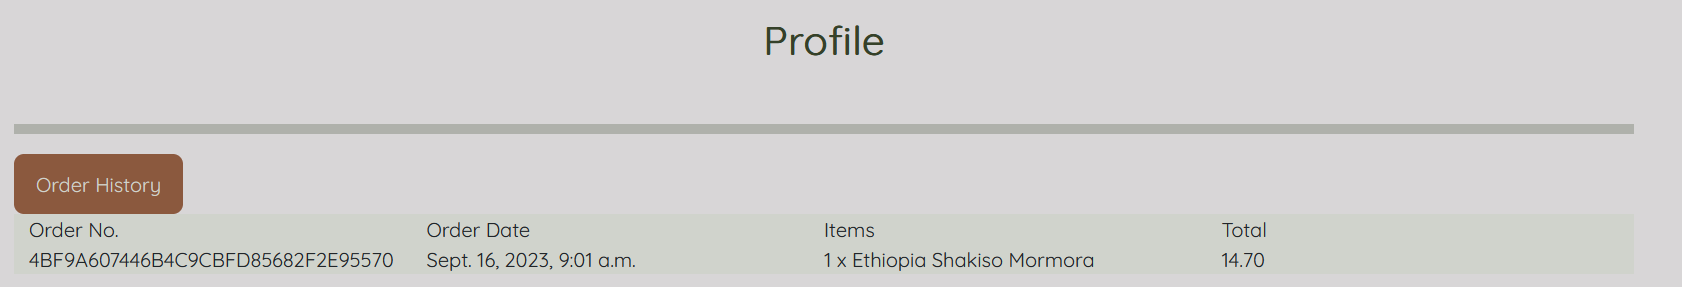 Profile
Order History
Order No. Order Date Items Total
4BF9A607446B4C9CBFD85682F2E95570 Sept. 16, 2023, 9:01 a.m. 1 x Ethiopia Shakiso Mormora 14.70